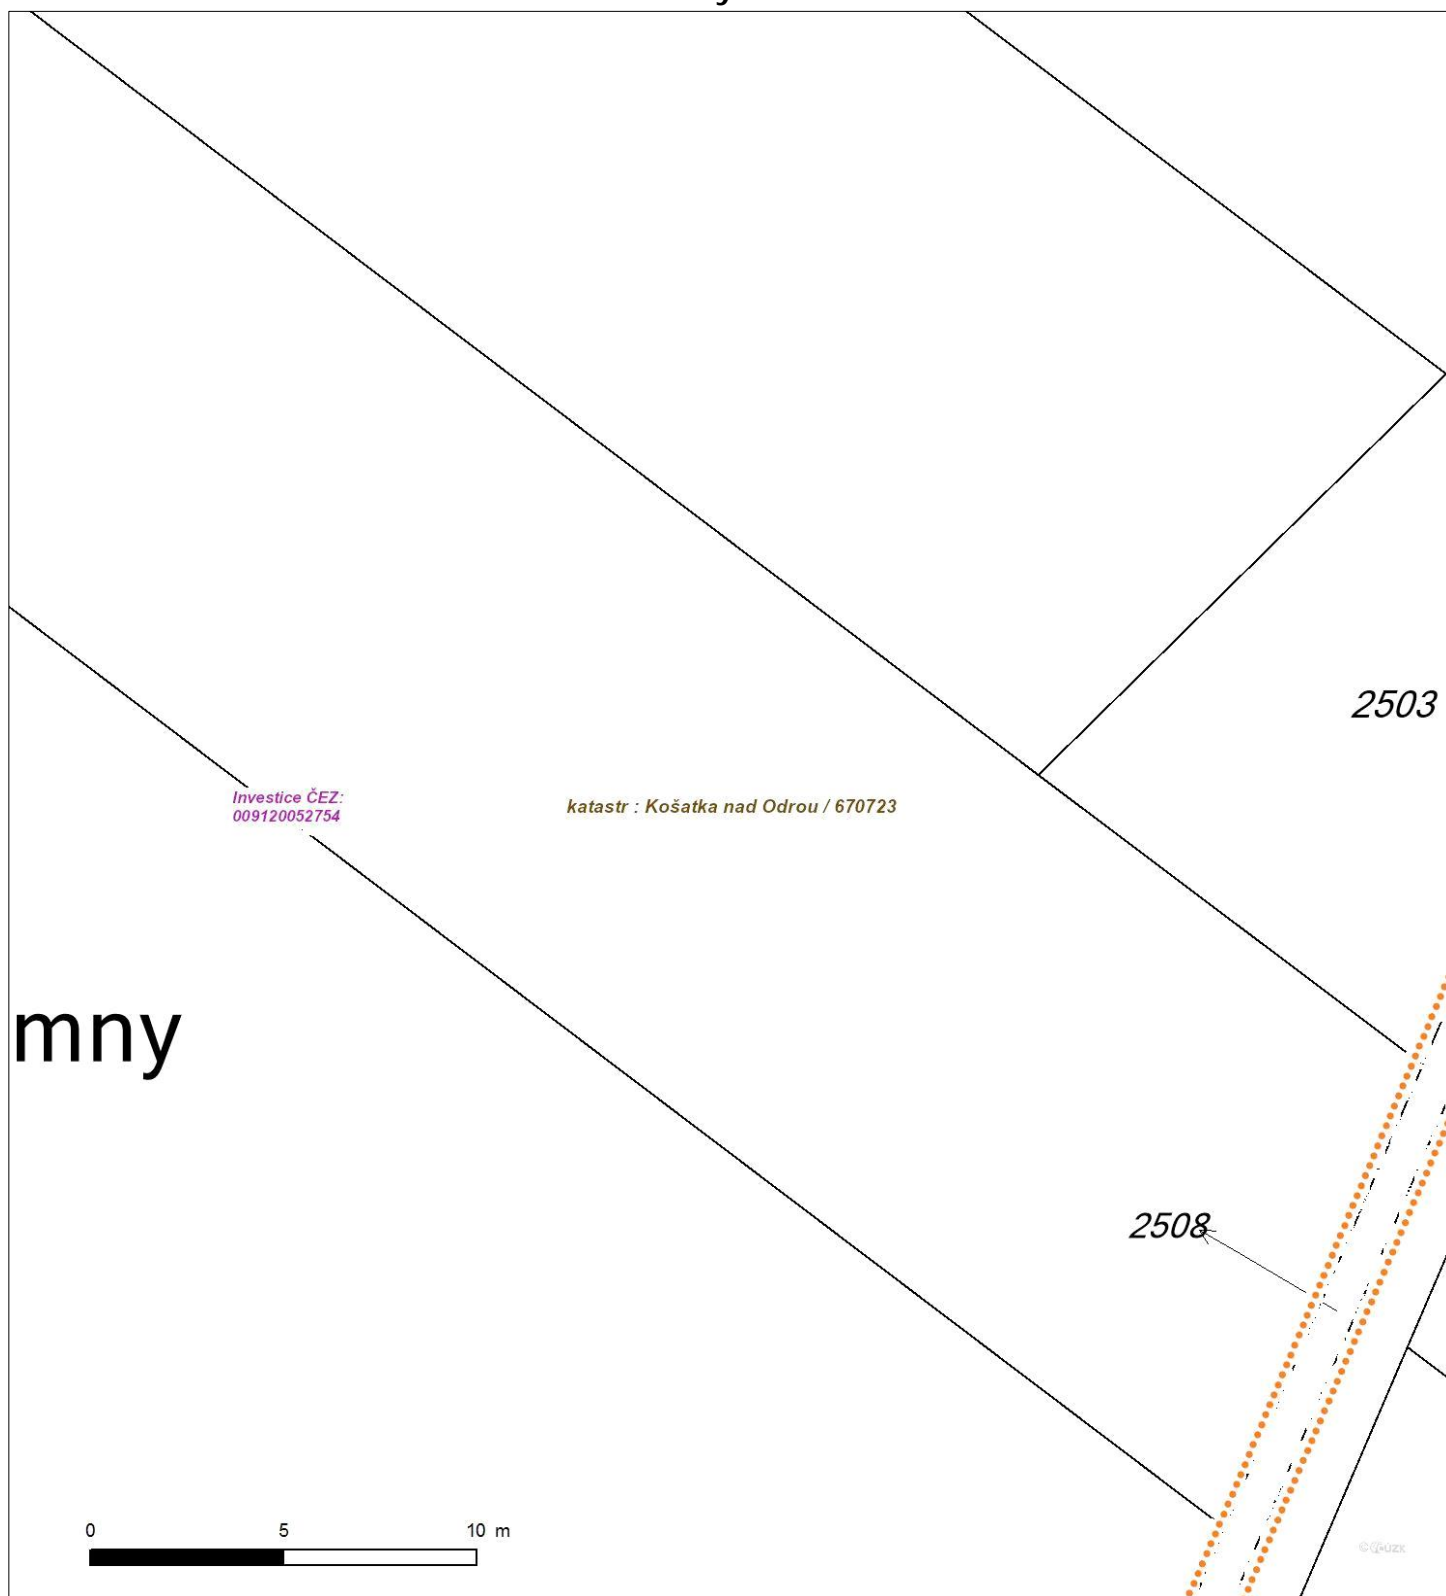 2503
Investice ČEZ:
009120052754
katastr : Košatka nad Odrou / 670723
mny
2508
0 5 10 m